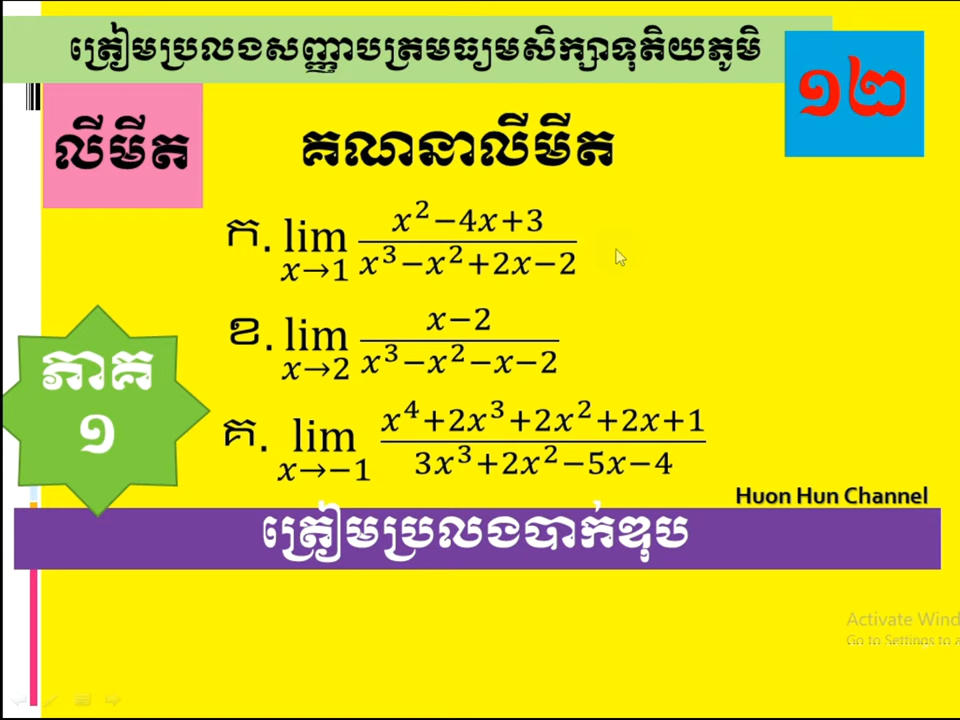 ត្រៀមប្រលងសញ្ញាបត្រមធ្យមសិក្សាទុតិយភូមិ
១២
លីមីត
គណនាលីមីត
ក. lim x→1 (x²−4x+3)/(x³−x²+2x−2)
ខ. lim x→2 (x−2)/(x³−x²−x−2)
ភាគ
១
គ. lim x→−1 (x⁴+2x³+2x²+2x+1)/(3x³+2x²−5x−4)
Huon Hun Channel
ត្រៀមប្រលងបាក់ឌុប
Activate Wind
Go to Settings to a